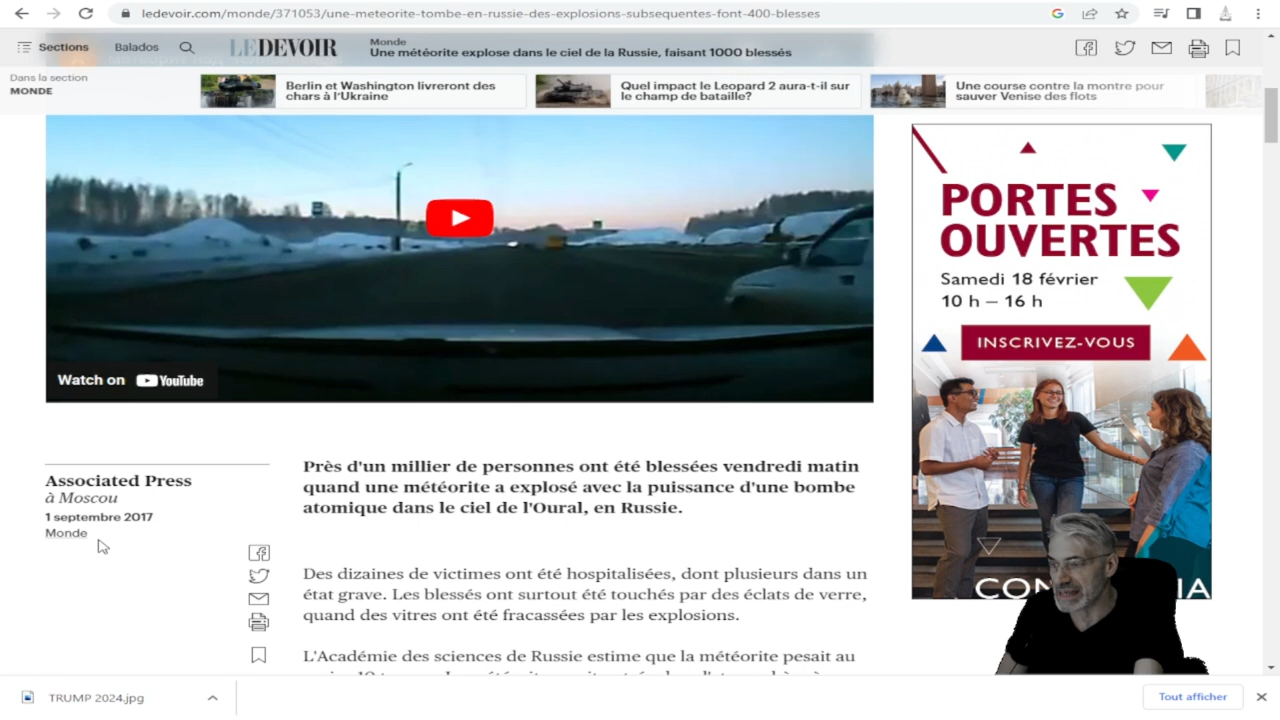 ledevoir.com/monde/371053/une-meteorite-tombe-en-russie-des-explosions-subsequentes-font-400-blesses
Sections
Balados
LE DEVOIR
Monde
Une météorite explose dans le ciel de la Russie, faisant 1000 blessés
Dans la section
MONDE
Berlin et Washington livreront des
chars à l'Ukraine
Quel impact le Leopard 2 aura-t-il sur
le champ de bataille?
Une course contre la montre pour
sauver Venise des flots
Watch on YouTube
PORTES
OUVERTES
Samedi 18 février
10 h – 16 h
INSCRIVEZ-VOUS
Associated Press
à Moscou
1 septembre 2017
Monde
Près d'un millier de personnes ont été blessées vendredi matin
quand une météorite a explosé avec la puissance d'une bombe
atomique dans le ciel de l'Oural, en Russie.
Des dizaines de victimes ont été hospitalisées, dont plusieurs dans un
état grave. Les blessés ont surtout été touchés par des éclats de verre,
quand des vitres ont été fracassées par les explosions.
L'Académie des sciences de Russie estime que la météorite pesait au
TRUMP 2024.jpg
Tout afficher